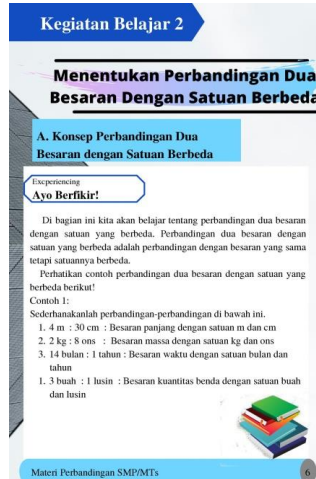 Kegiatan Belajar 2
Menentukan Perbandingan Dua
Besaran Dengan Satuan Berbeda
A. Konsep Perbandingan Dua
Besaran dengan Satuan Berbeda
Excperiencing
Ayo Berfikir!
Di bagian ini kita akan belajar tentang perbandingan dua besaran
dengan satuan yang berbeda. Perbandingan dua besaran dengan
satuan yang berbeda adalah perbandingan dengan besaran yang sama
tetapi satuannya berbeda.
Perhatikan contoh perbandingan dua besaran dengan satuan yang
berbeda berikut!
Contoh 1:
Sederhanakalah perbandingan-perbandingan di bawah ini.
1. 4 m : 30 cm : Besaran panjang dengan satuan m dan cm
2. 2 kg : 8 ons : Besaran massa dengan satuan kg dan ons
3. 14 bulan : 1 tahun : Besaran waktu dengan satuan bulan dan
tahun
1. 3 buah : 1 lusin : Besaran kuantitas benda dengan satuan buah
dan lusin
Materi Perbandingan SMP/MTs
6